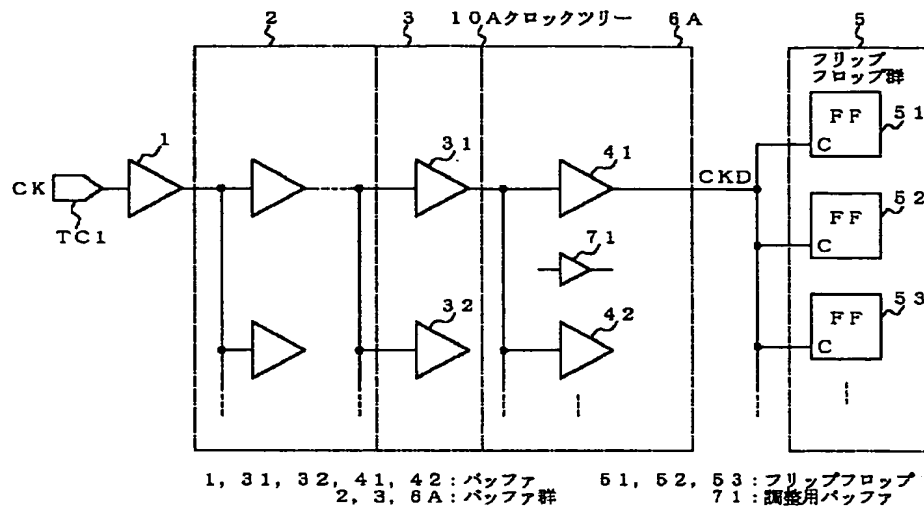 2
3
10Aクロックツリー
6A
5
フリップ
フロップ群
1
31
41
FF
51
C
CK
CKD
TC1
71
FF
52
C
32
42
FF
53
C
1, 31, 32, 41, 42:バッファ
51, 52, 53:フリップフロップ
2, 3, 6A:バッファ群
71:調整用バッファ